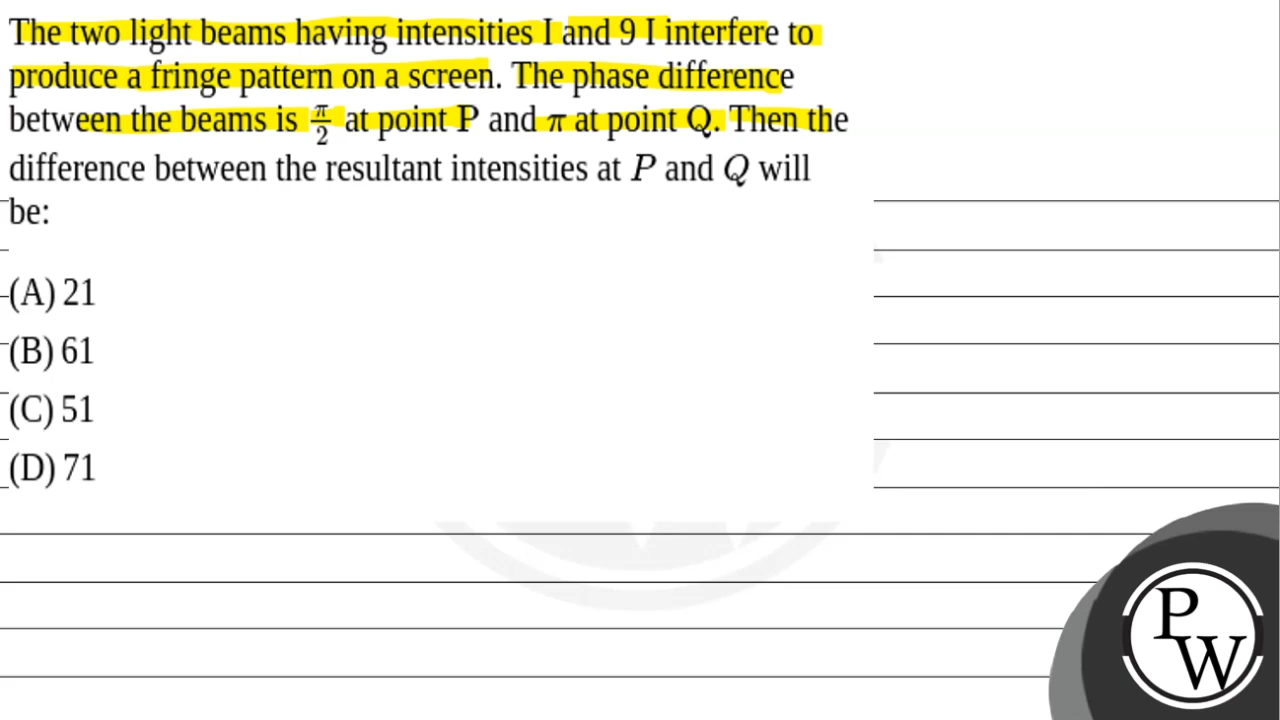 The two light beams having intensities I and 9 I interfere to
produce a fringe pattern on a screen. The phase difference
between the beams is π/2 at point P and π at point Q. Then the
difference between the resultant intensities at P and Q will
be:
(A) 21
(B) 61
(C) 51
(D) 71
P
W